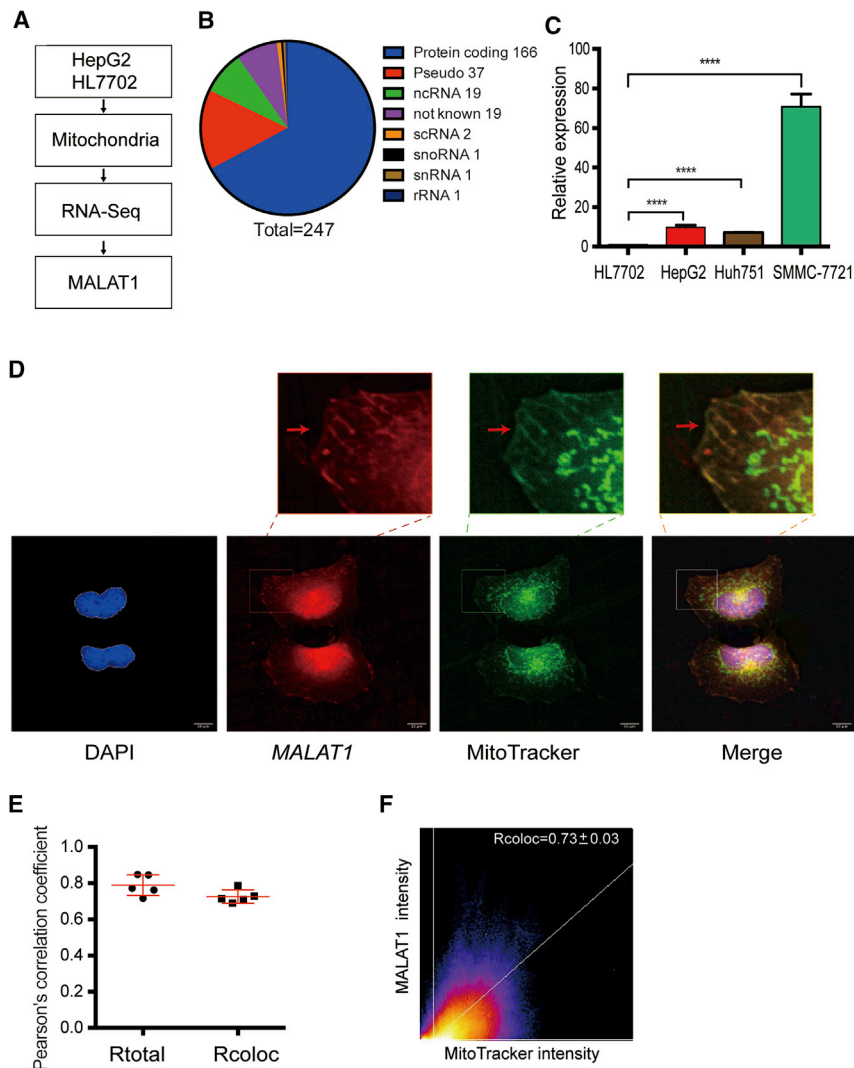 A
HepG2
HL7702
Mitochondria
RNA-Seq
MALAT1
B
Protein coding 166
Pseudo 37
ncRNA 19
not known 19
scRNA 2
snoRNA 1
snRNA 1
rRNA 1
Total=247
C
Relative expression
100
80
60
40
20
0
****
****
****
HL7702
HepG2
Huh751
SMMC-7721
D
DAPI
MALAT1
MitoTracker
Merge
E
Pearson's correlation coefficient
1.0
0.8
0.6
0.4
0.2
0.0
Rtotal
Rcoloc
F
Rcoloc=0.73±0.03
MALAT1 intensity
MitoTracker intensity